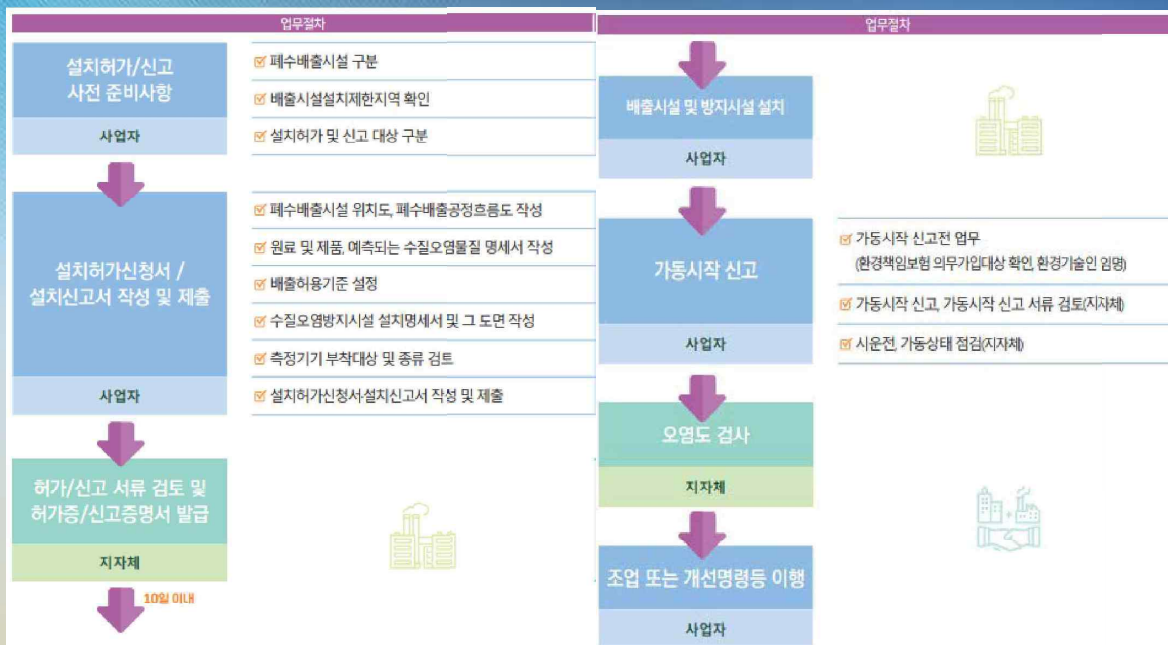 업무절차
설치허가/신고
사전 준비사항
사업자
폐수배출시설 구분
배출시설설치제한지역 확인
설치허가 및 신고 대상 구분
설치허가신청서 /
설치신고서 작성 및 제출
사업자
폐수배출시설 위치도, 폐수배출공정흐름도 작성
원료 및 제품, 예측되는 수질오염물질 명세서 작성
배출허용기준 설정
수질오염방지시설 설치명세서 및 그 도면 작성
측정기기 부착대상 및 종류 검토
설치허가신청서·설치신고서 작성 및 제출
허가/신고 서류 검토 및
허가증/신고증명서 발급
지자체
10일 이내
업무절차
배출시설 및 방지시설 설치
사업자
가동시작 신고
사업자
가동시작 신고전 업무
(환경책임보험 의무가입대상 확인, 환경기술인 임명)
가동시작 신고, 가동시작 신고 서류 검토(지자체)
시운전, 가동상태 점검(지자체)
오염도 검사
지자체
조업 또는 개선명령등 이행
사업자